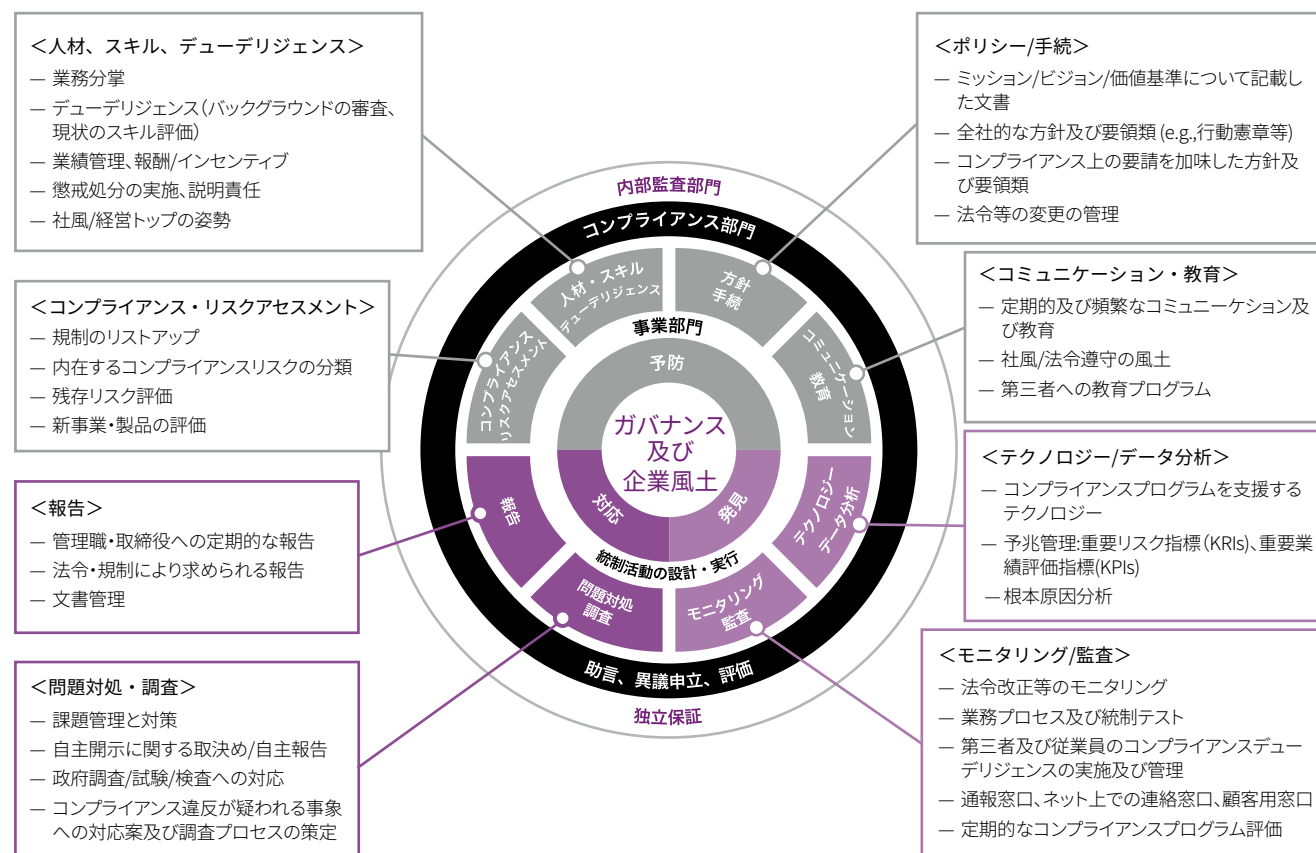 ＜人材、スキル、デューデリジェンス＞
― 業務分掌
― デューデリジェンス（バックグラウンドの審査、
現状のスキル評価）
― 業績管理、報酬/インセンティブ
― 懲戒処分の実施、説明責任
― 社風/経営トップの姿勢
＜コンプライアンス・リスクアセスメント＞
― 規制のリストアップ
― 内在するコンプライアンスリスクの分類
― 残存リスク評価
― 新事業・製品の評価
＜報告＞
― 管理職・取締役への定期的な報告
― 法令・規制により求められる報告
― 文書管理
＜問題対処・調査＞
― 課題管理と対策
― 自主開示に関する取決め/自主報告
― 政府調査/試験/検査への対応
― コンプライアンス違反が疑われる事象
への対応案及び調査プロセスの策定
内部監査部門
コンプライアンス部門
人材・スキル
デューデリジェンス
方針
手続
コンプライアンス
リスクアセスメント
事業部門
コミュニケーション
教育
予防
ガバナンス
及び
企業風土
対応
発見
報告
テクノロジー
データ分析
統制活動の設計・実行
問題対処
調査
モニタリング
監査
助言、異議申立、評価
独立保証
＜ポリシー/手続＞
― ミッション/ビジョン/価値基準について記載し
た文書
― 全社的な方針及び要領類 (e.g.,行動憲章等)
― コンプライアンス上の要請を加味した方針及
び要領類
― 法令等の変更の管理
＜コミュニケーション・教育＞
― 定期的及び頻繁なコミュニーケション及
び教育
― 社風/法令遵守の風土
― 第三者への教育プログラム
＜テクノロジー/データ分析＞
― コンプライアンスプログラムを支援する
テクノロジー
― 予兆管理:重要リスク指標（KRIs)、重要業
績評価指標(KPIs)
―根本原因分析
＜モニタリング/監査＞
― 法令改正等のモニタリング
― 業務プロセス及び統制テスト
― 第三者及び従業員のコンプライアンスデュー
デリジェンスの実施及び管理
― 通報窓口、ネット上での連絡窓口、顧客用窓口
― 定期的なコンプライアンスプログラム評価